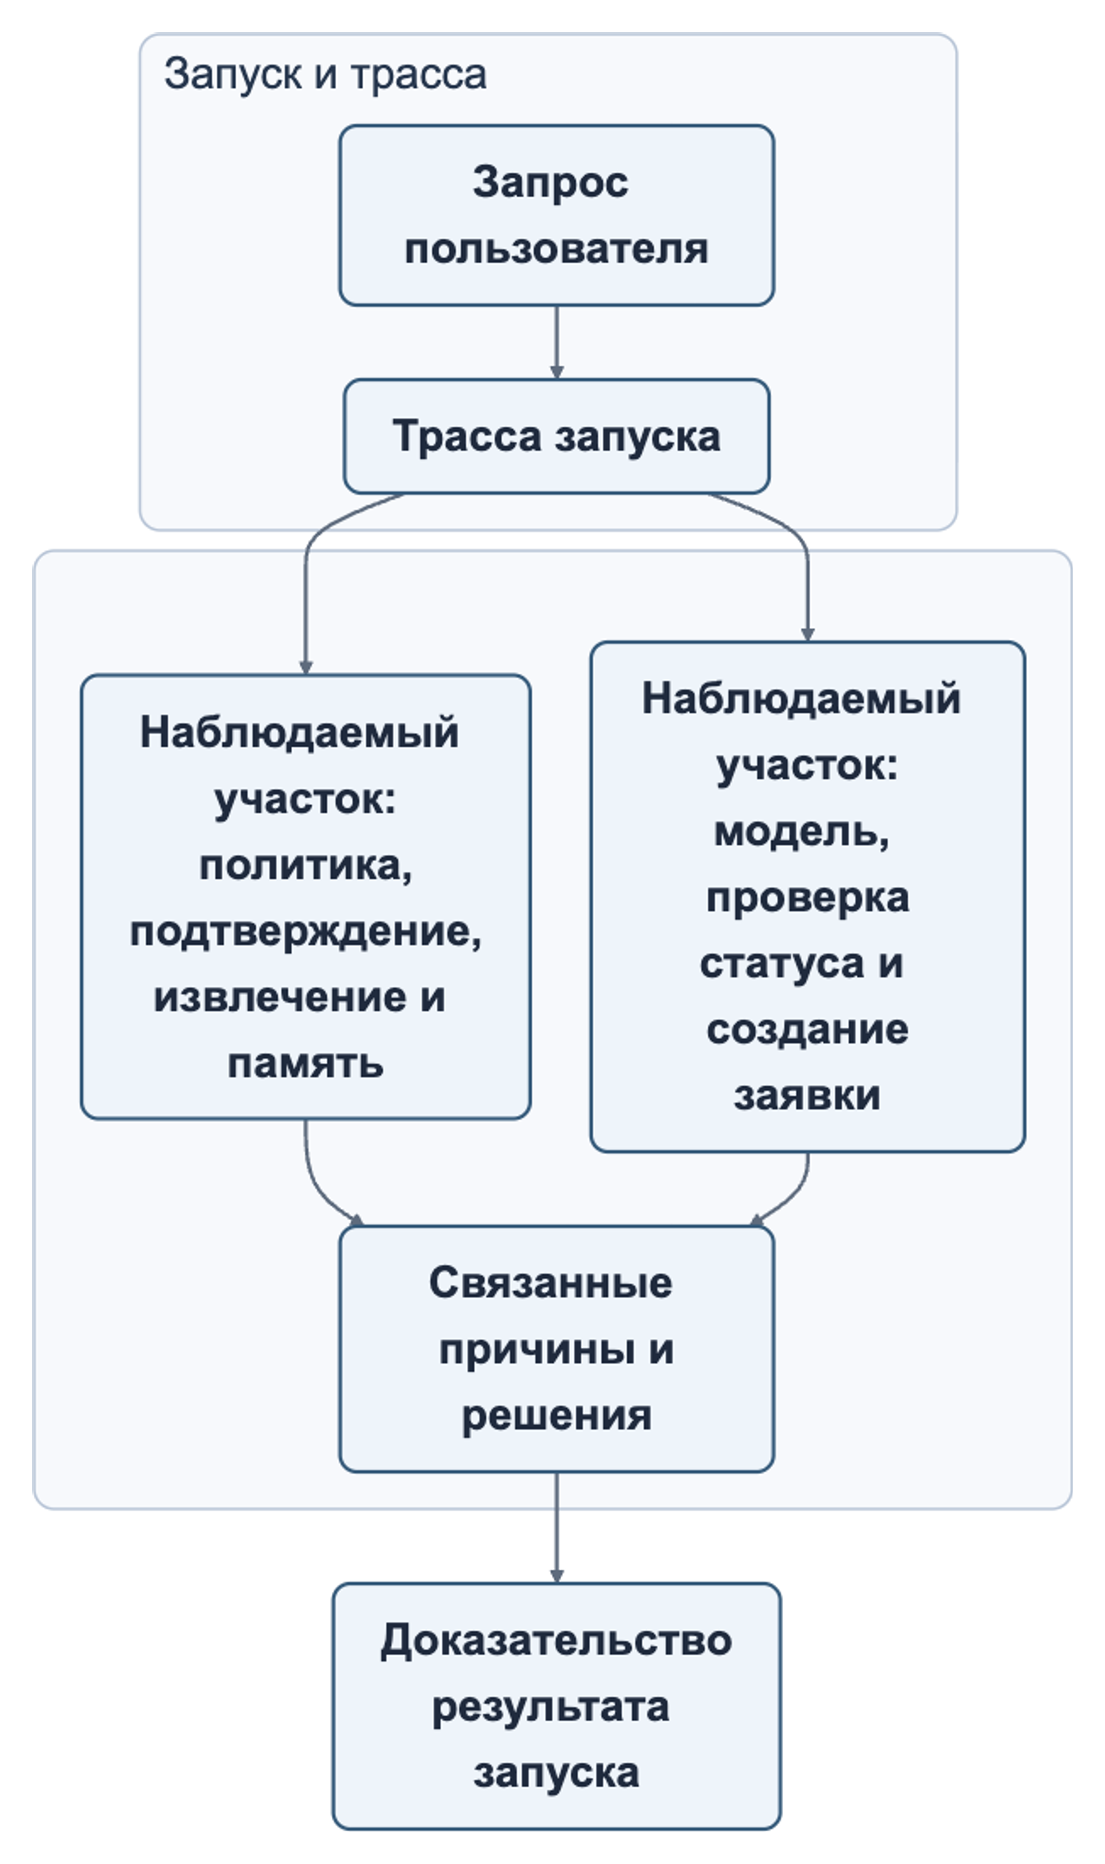 Запуск и трасса
Запрос
пользователя
Трасса запуска
Наблюдаемый
участок:
политика,
подтверждение,
извлечение и
память
Наблюдаемый
участок:
модель,
проверка
статуса и
создание
заявки
Связанные
причины и
решения
Доказательство
результата
запуска